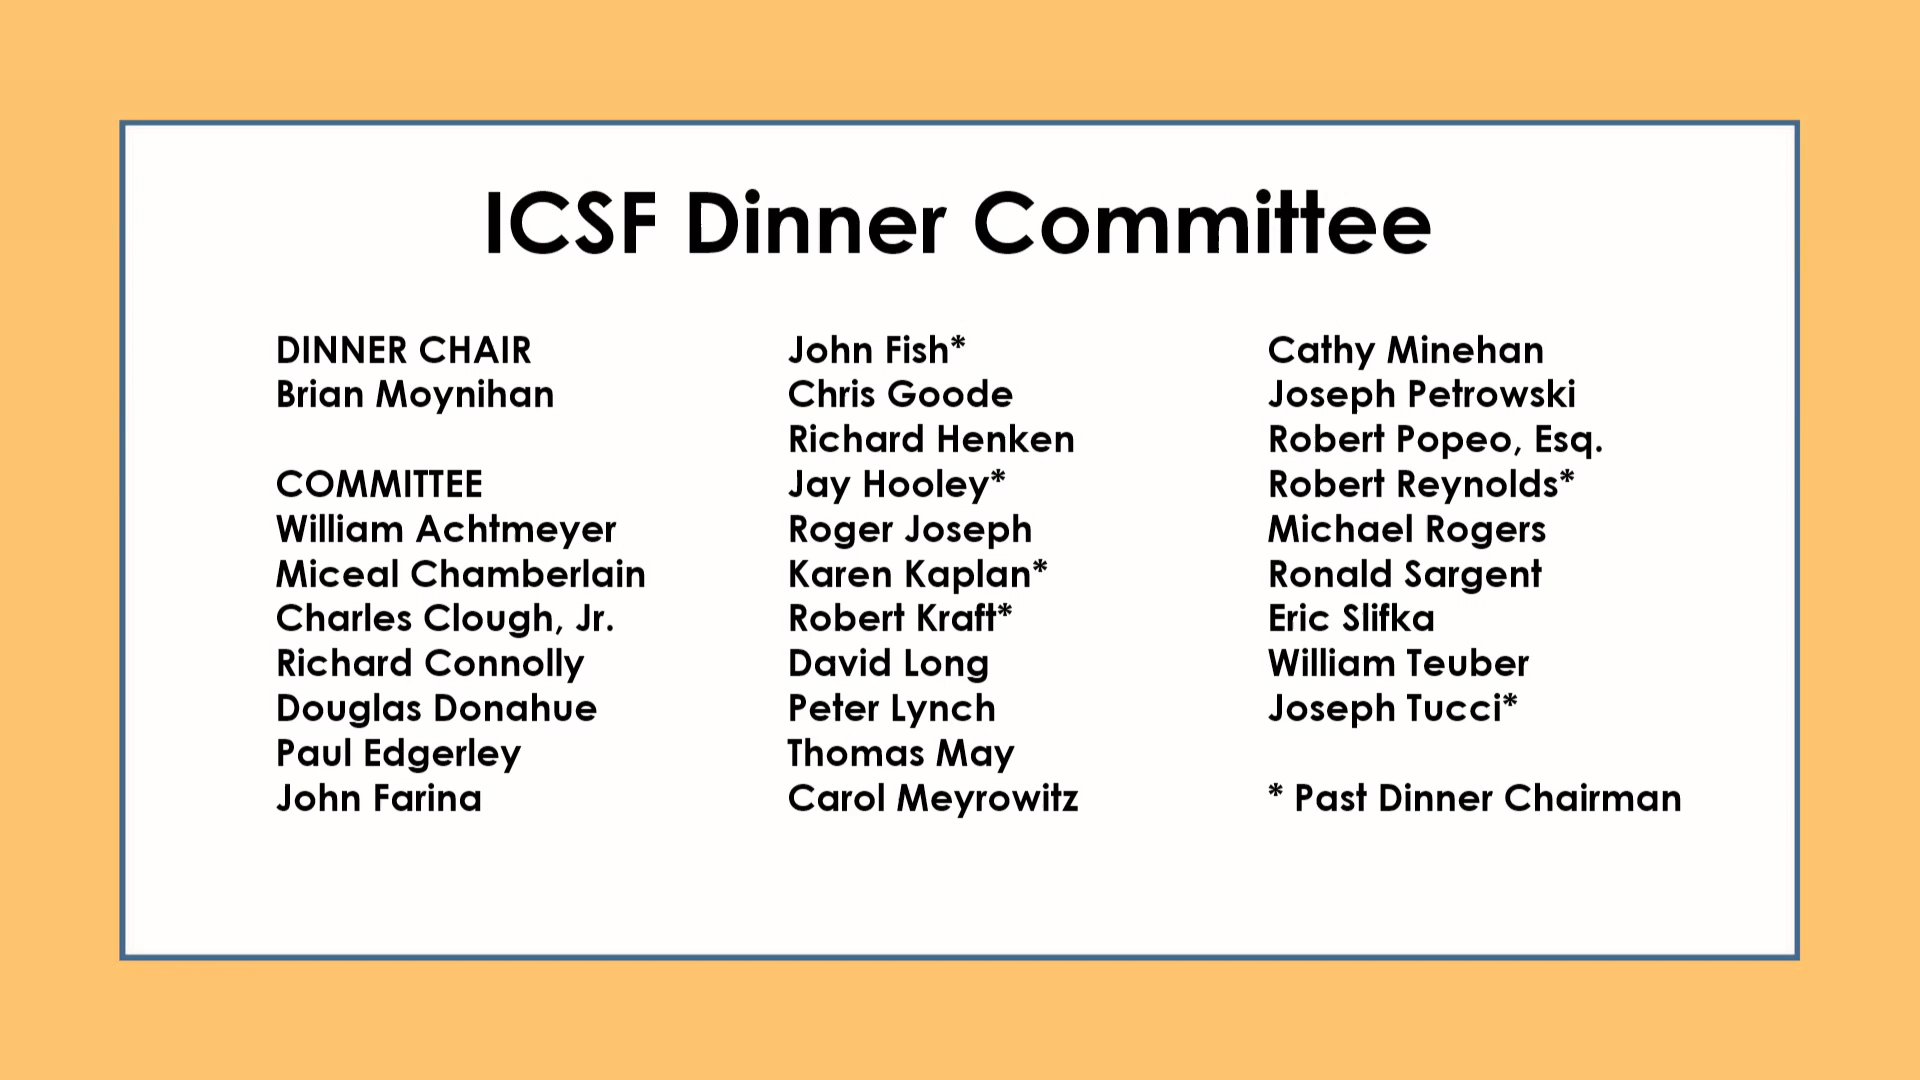 ICSF Dinner Committee
DINNER CHAIR
Brian Moynihan
COMMITTEE
William Achtmeyer
Miceal Chamberlain
Charles Clough, Jr.
Richard Connolly
Douglas Donahue
Paul Edgerley
John Farina
John Fish*
Chris Goode
Richard Henken
Jay Hooley*
Roger Joseph
Karen Kaplan*
Robert Kraft*
David Long
Peter Lynch
Thomas May
Carol Meyrowitz
Cathy Minehan
Joseph Petrowski
Robert Popeo, Esq.
Robert Reynolds*
Michael Rogers
Ronald Sargent
Eric Slifka
William Teuber
Joseph Tucci*
* Past Dinner Chairman